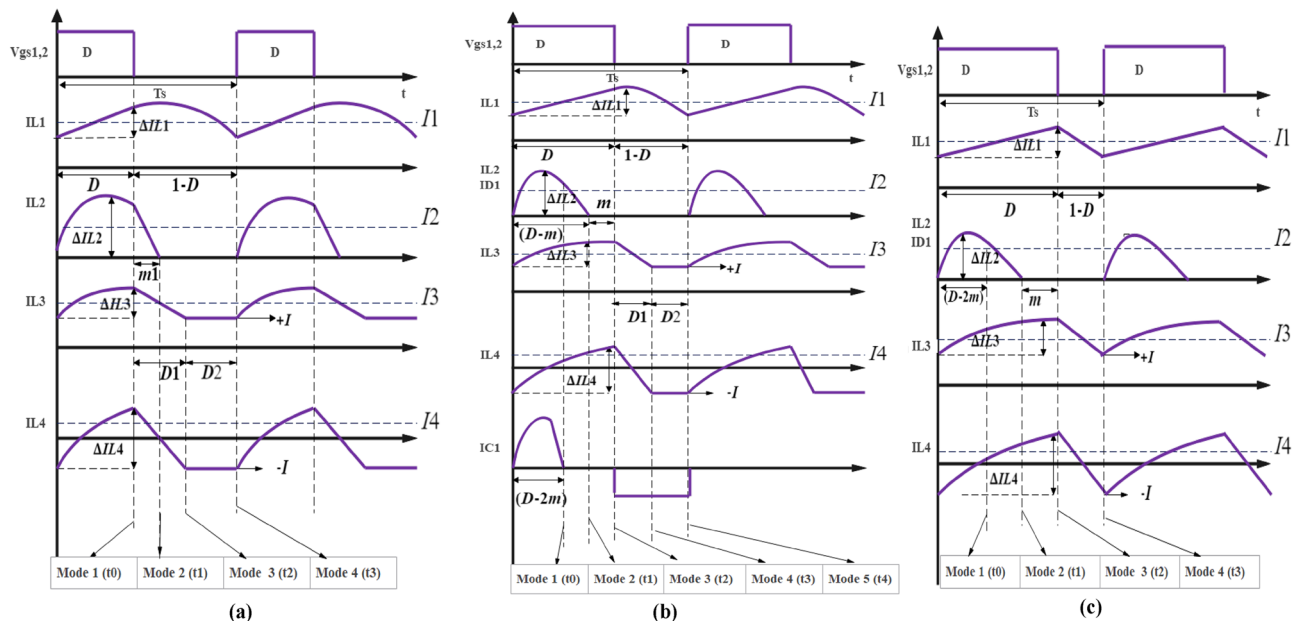 Vgs1,2
D
D
Ts
t
IL1
ΔIL1
I1
D
1-D
IL2
ΔIL2
I2
m1
IL3
ΔIL3
I3
+I
D1
D2
IL4
ΔIL4
I4
-I
Mode 1 (t0)
Mode 2 (t1)
Mode 3 (t2)
Mode 4 (t3)
(a)
Vgs1,2
D
D
Ts
t
IL1
ΔIL1
I1
D
1-D
IL2
ID1
ΔIL2
I2
m
(D-m)
IL3
ΔIL3
I3
+I
D1
D2
IL4
ΔIL4
I4
-I
IC1
(D-2m)
Mode 1 (t0)
Mode 2 (t1)
Mode 3 (t2)
Mode 4 (t3)
Mode 5 (t4)
(b)
Vgs1,2
D
D
Ts
t
IL1
ΔIL1
I1
D
1-D
IL2
ID1
ΔIL2
I2
(D-2m)
m
IL3
ΔIL3
I3
+I
IL4
ΔIL4
I4
-I
Mode 1 (t0)
Mode 2 (t1)
Mode 3 (t2)
Mode 4 (t3)
(c)